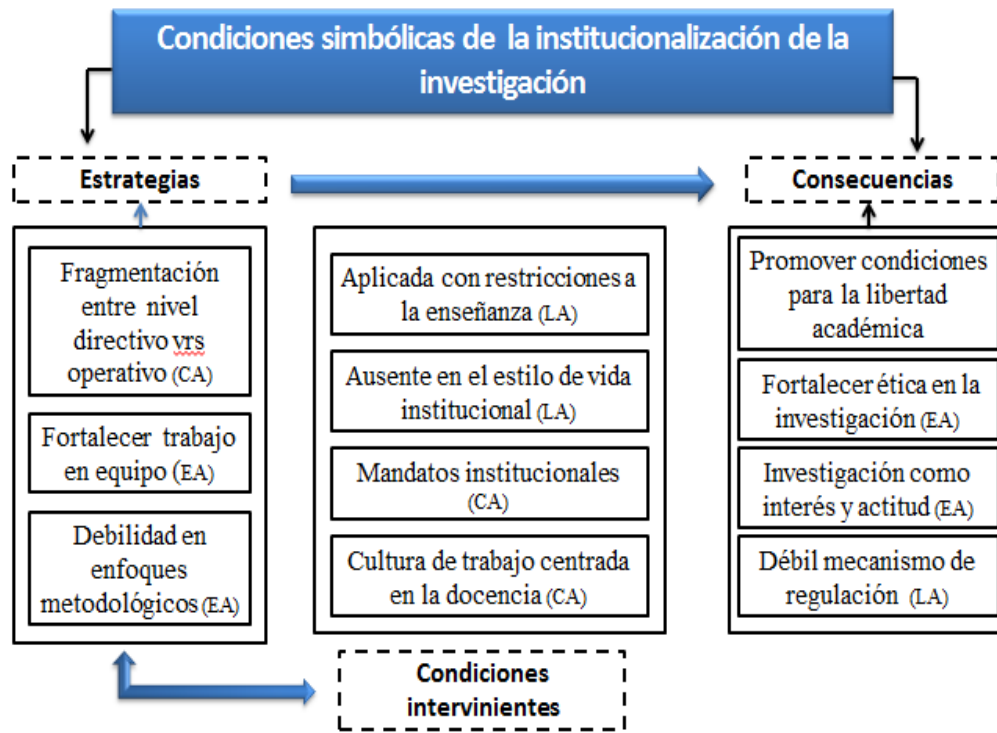 Condiciones simbólicas de la institucionalización de la
investigación
Estrategias
Consecuencias
Fragmentación
entre nivel
directivo vrs
operativo (CA)
Fortalecer trabajo
en equipo (EA)
Debilidad en
enfoques
metodológicos (EA)
Aplicada con restricciones a
la enseñanza (LA)
Ausente en el estilo de vida
institucional (LA)
Mandatos institucionales
(CA)
Cultura de trabajo centrada
en la docencia (CA)
Promover condiciones
para la libertad
académica
Fortalecer ética en la
investigación (EA)
Investigación como
interés y actitud (EA)
Débil mecanismo de
regulación (LA)
Condiciones
intervinientes